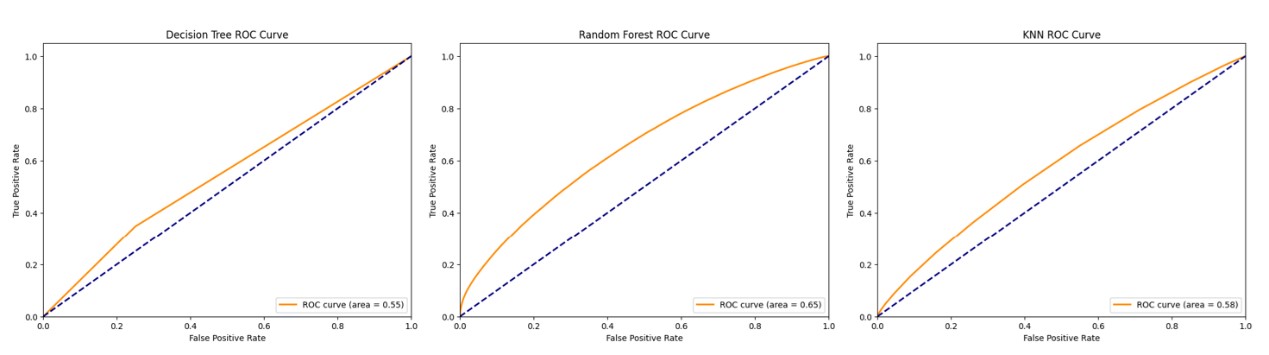 Decision Tree ROC Curve
1.0
0.8
0.6
0.4
0.2
0.0
True Positive Rate
ROC curve (area = 0.55)
0.0 0.2 0.4 0.6 0.8 1.0
False Positive Rate
Random Forest ROC Curve
1.0
0.8
0.6
0.4
0.2
0.0
True Positive Rate
ROC curve (area = 0.65)
0.0 0.2 0.4 0.6 0.8 1.0
False Positive Rate
KNN ROC Curve
1.0
0.8
0.6
0.4
0.2
0.0
True Positive Rate
ROC curve (area = 0.58)
0.0 0.2 0.4 0.6 0.8 1.0
False Positive Rate